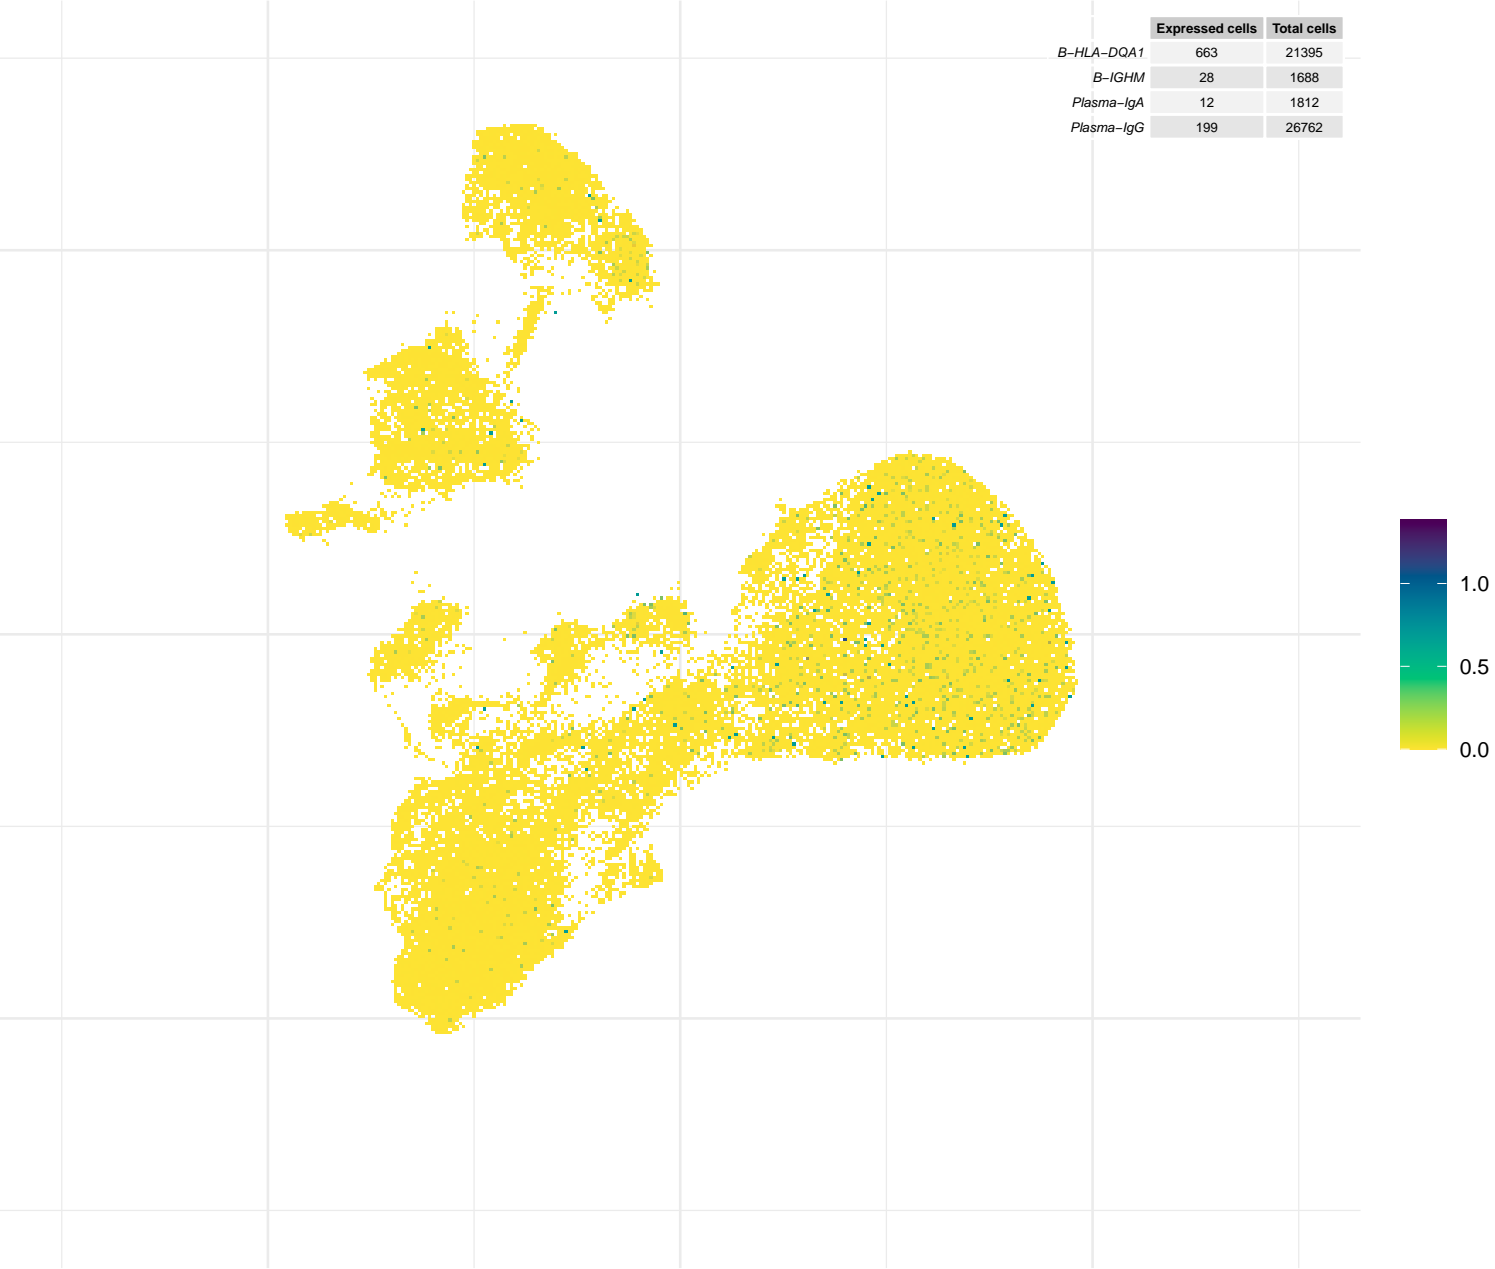 Expressed cells Total cells
B−HLA−DQA1 663 21395
B−IGHM 28 1688
Plasma−IgA 12 1812
Plasma−IgG 199 26762
1.0
0.5
0.0